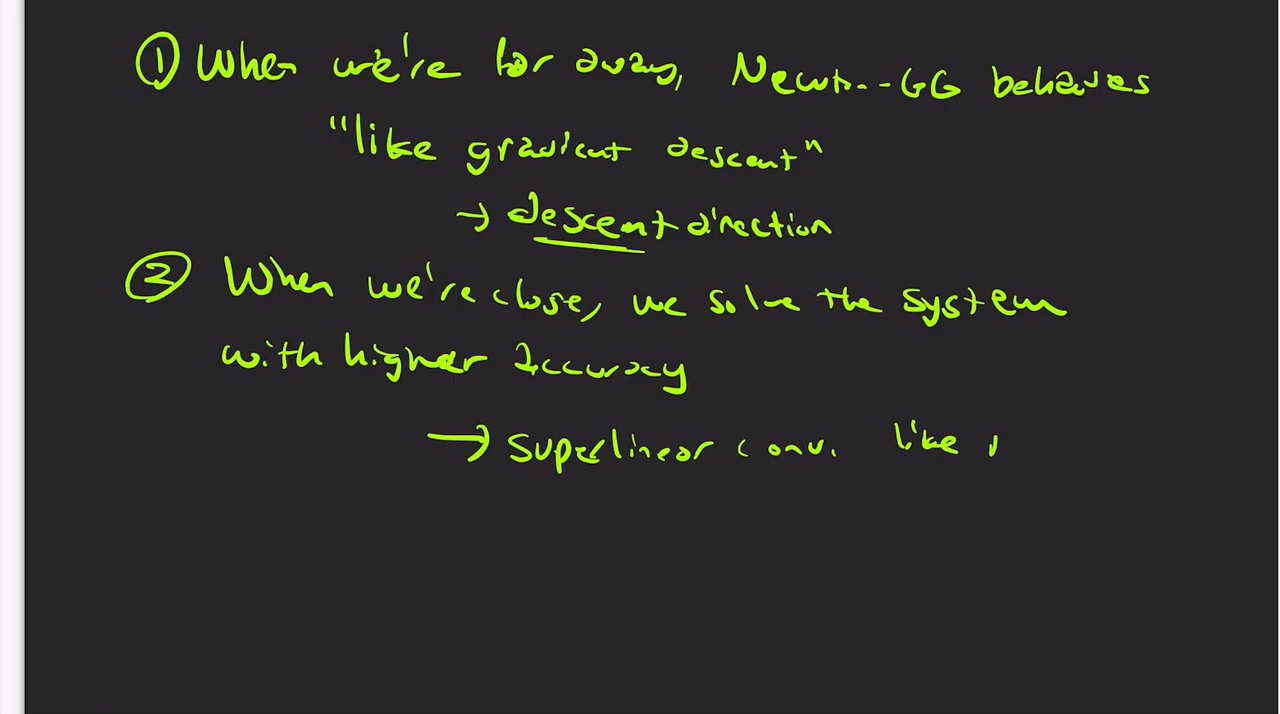 ① When we're far away, Newton-GG behaves
"like gradient descent"
→ descent direction
② When we're close, we solve the system
with higher accuracy
→ superlinear conv. like